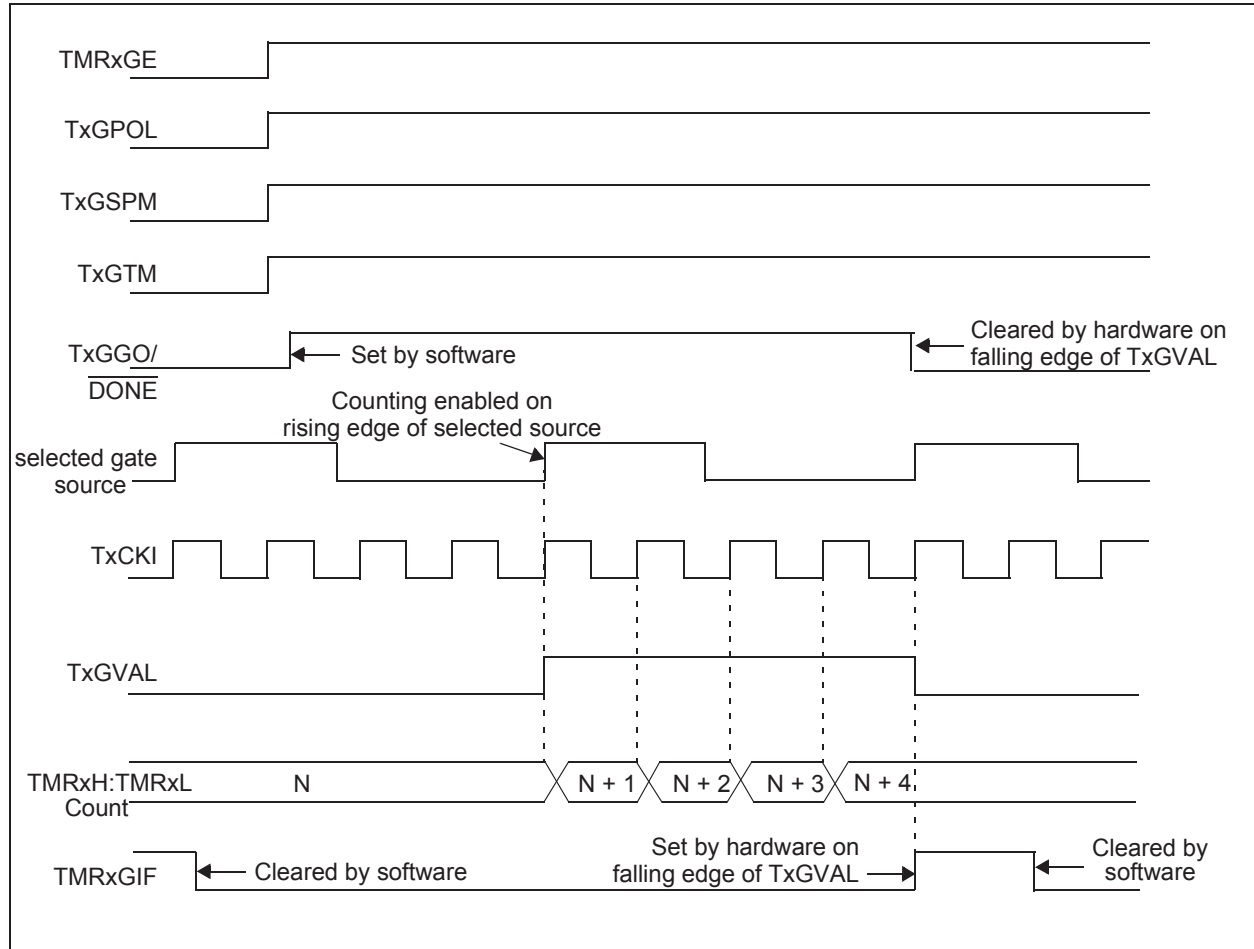 TMRxGE
TxGPOL
TxGSPM
TxGTM
TxGGO/
DONE
Set by software
Cleared by hardware on
falling edge of TxGVAL
Counting enabled on
rising edge of selected source
selected gate
source
TxCKI
TxGVAL
TMRxH:TMRxL
Count
N
N + 1
N + 2
N + 3
N + 4
TMRxGIF
Cleared by software
Set by hardware on
falling edge of TxGVAL
Cleared by
software